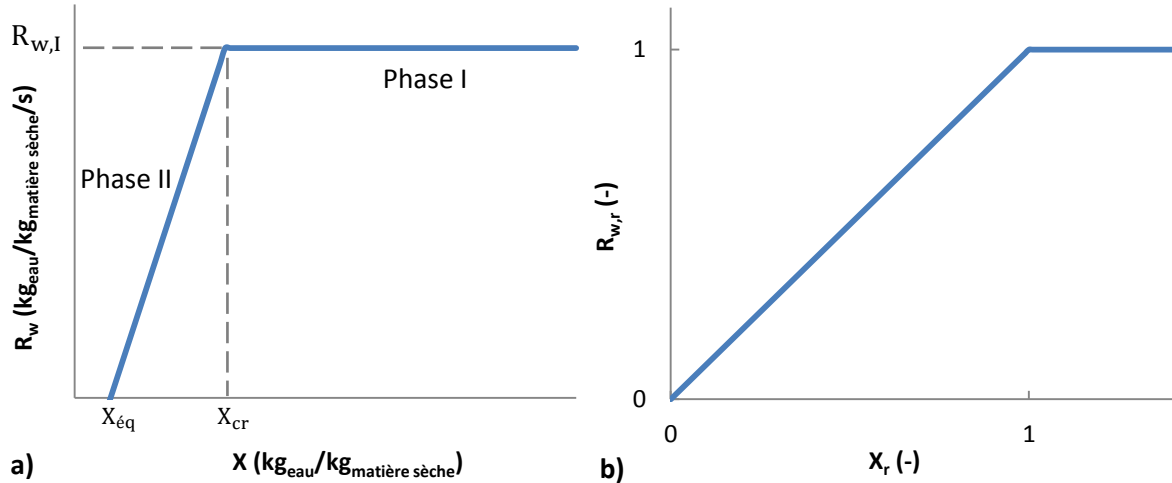 R_w,I
Phase I
Phase II
R_w (kg_eau/kg_matière sèche/s)
X_éq
X_cr
X (kg_eau/kg_matière sèche)
a)
1
R_w,r (-)
0
0
1
X_r (-)
b)